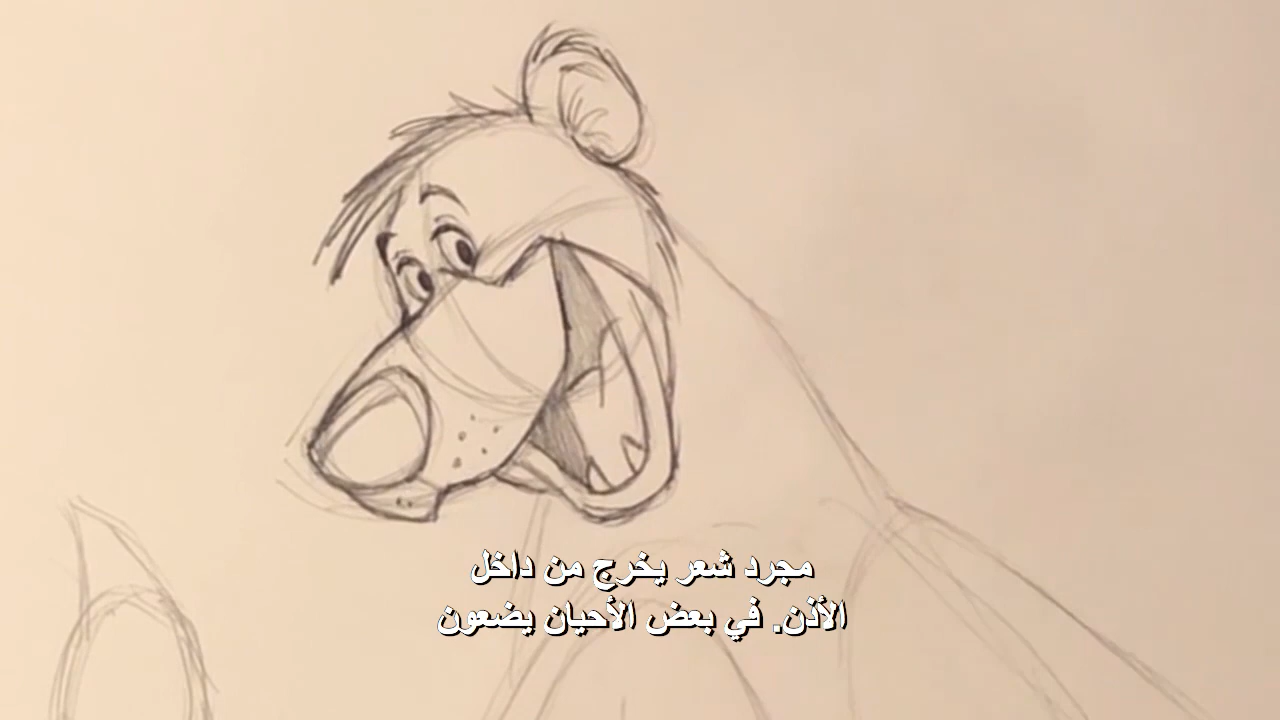 مجرد شعر يخرج من داخل
الأذن. في بعض الأحيان يضعون